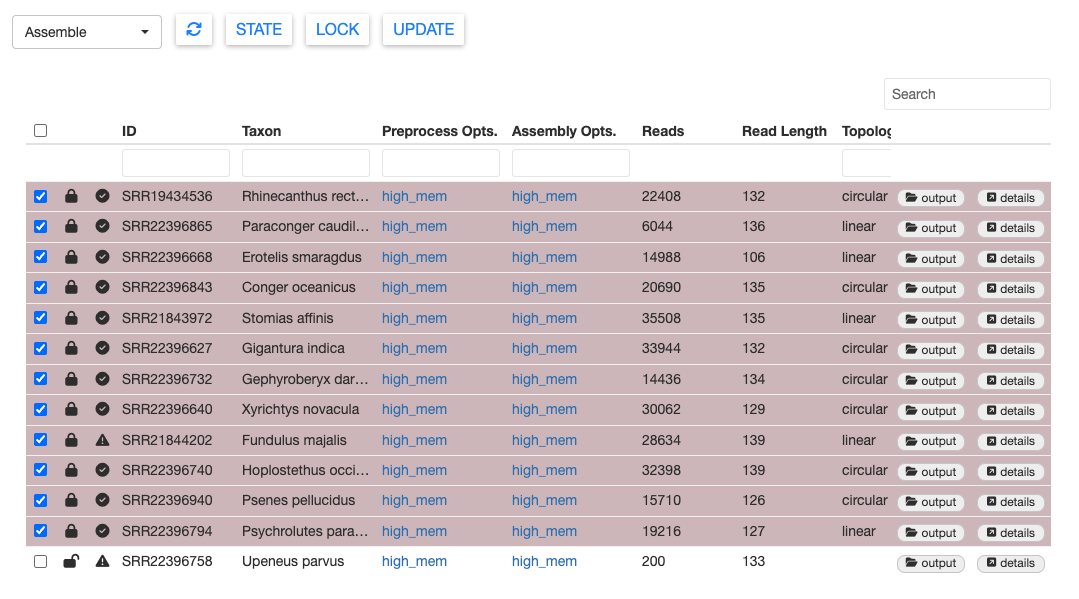 Assemble STATE LOCK UPDATE
Search
ID Taxon Preprocess Opts. Assembly Opts. Reads Read Length Topolog
SRR19434536 Rhinecanthus rect... high_mem high_mem 22408 132 circular output details
SRR22396865 Paraconger caudil... high_mem high_mem 6044 136 linear output details
SRR22396668 Erotelis smaragdus high_mem high_mem 14988 106 linear output details
SRR22396843 Conger oceanicus high_mem high_mem 20690 135 circular output details
SRR21843972 Stomias affinis high_mem high_mem 35508 135 linear output details
SRR22396627 Gigantura indica high_mem high_mem 33944 132 circular output details
SRR22396732 Gephyroberyx dar... high_mem high_mem 14436 134 circular output details
SRR22396640 Xyrichtys novacula high_mem high_mem 30062 129 circular output details
SRR21844202 Fundulus majalis high_mem high_mem 28634 139 linear output details
SRR22396740 Hoplostethus occi... high_mem high_mem 32398 139 circular output details
SRR22396940 Psenes pellucidus high_mem high_mem 15710 126 circular output details
SRR22396794 Psychrolutes para... high_mem high_mem 19216 127 linear output details
SRR22396758 Upeneus parvus high_mem high_mem 200 133 output details